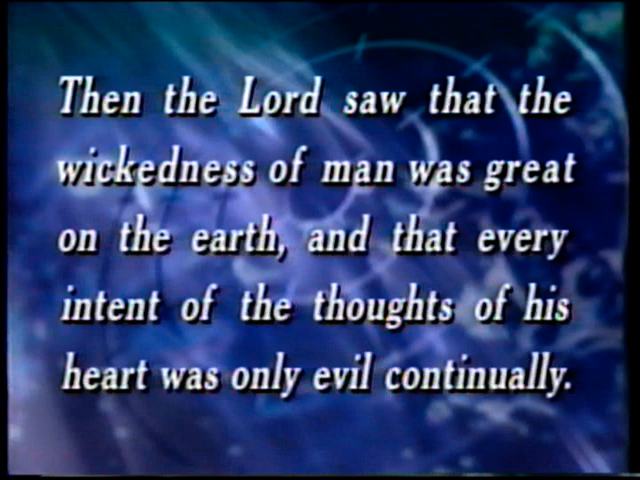 Then the Lord saw that the
wickedness of man was great
on the earth, and that every
intent of the thoughts of his
heart was only evil continually.